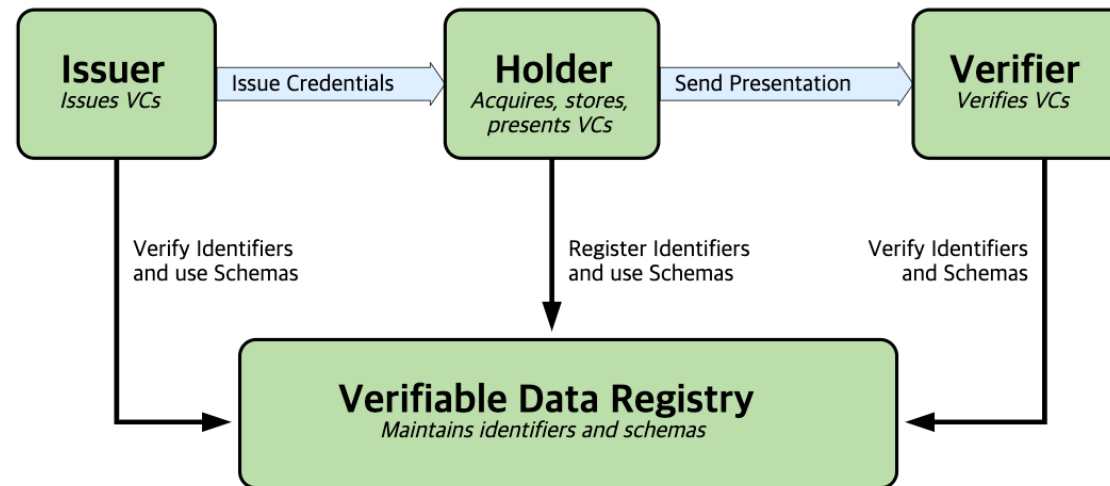 Issuer
Issues VCs
Issue Credentials
Holder
Acquires, stores,
presents VCs
Send Presentation
Verifier
Verifies VCs
Verify Identifiers
and use Schemas
Register Identifiers
and use Schemas
Verify Identifiers
and Schemas
Verifiable Data Registry
Maintains identifiers and schemas